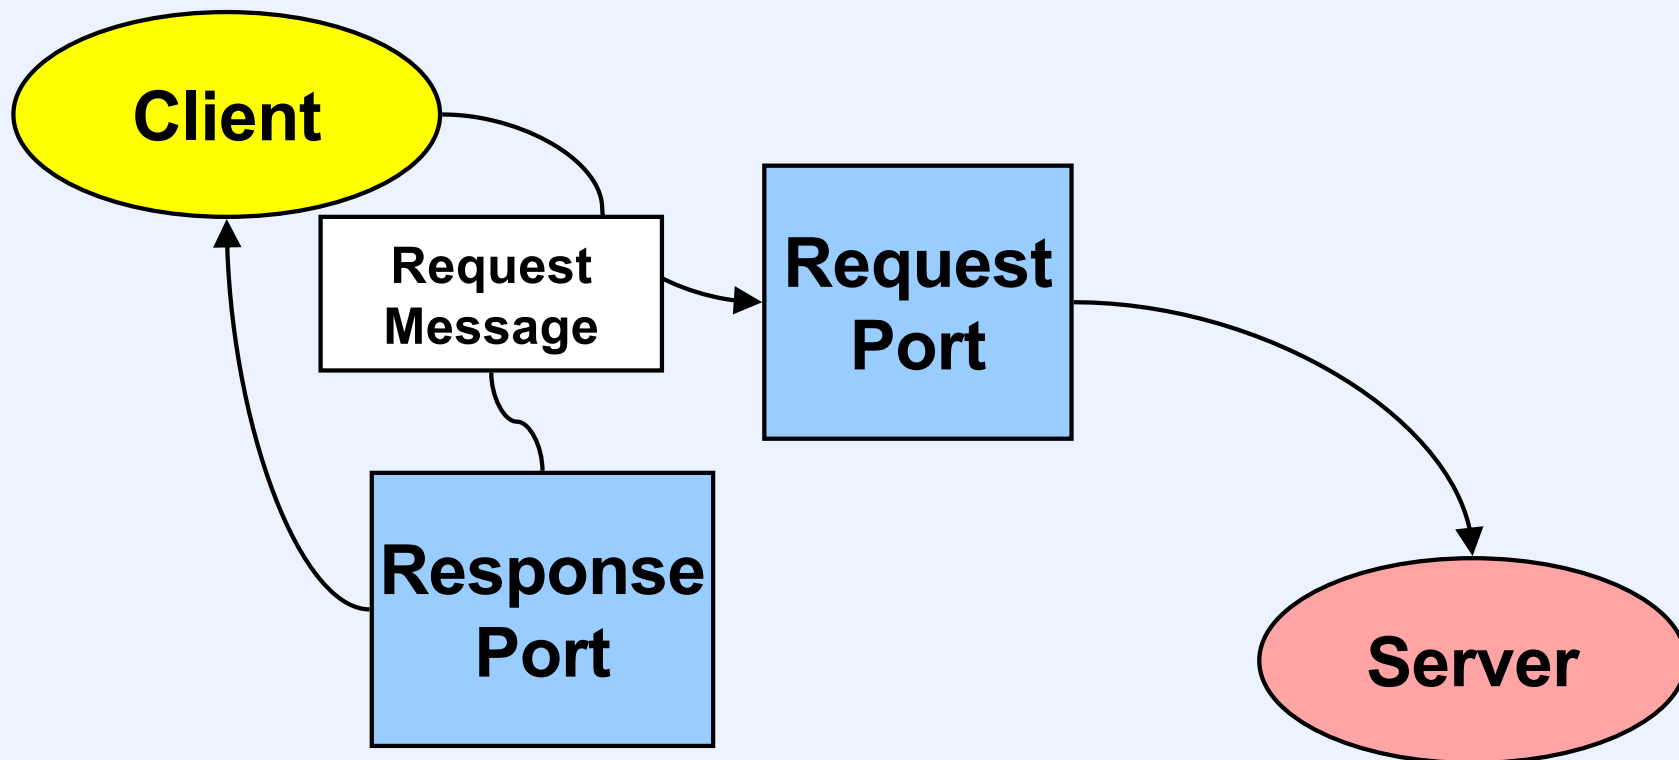 Client
Request
Message
Request
Port
Response
Port
Server